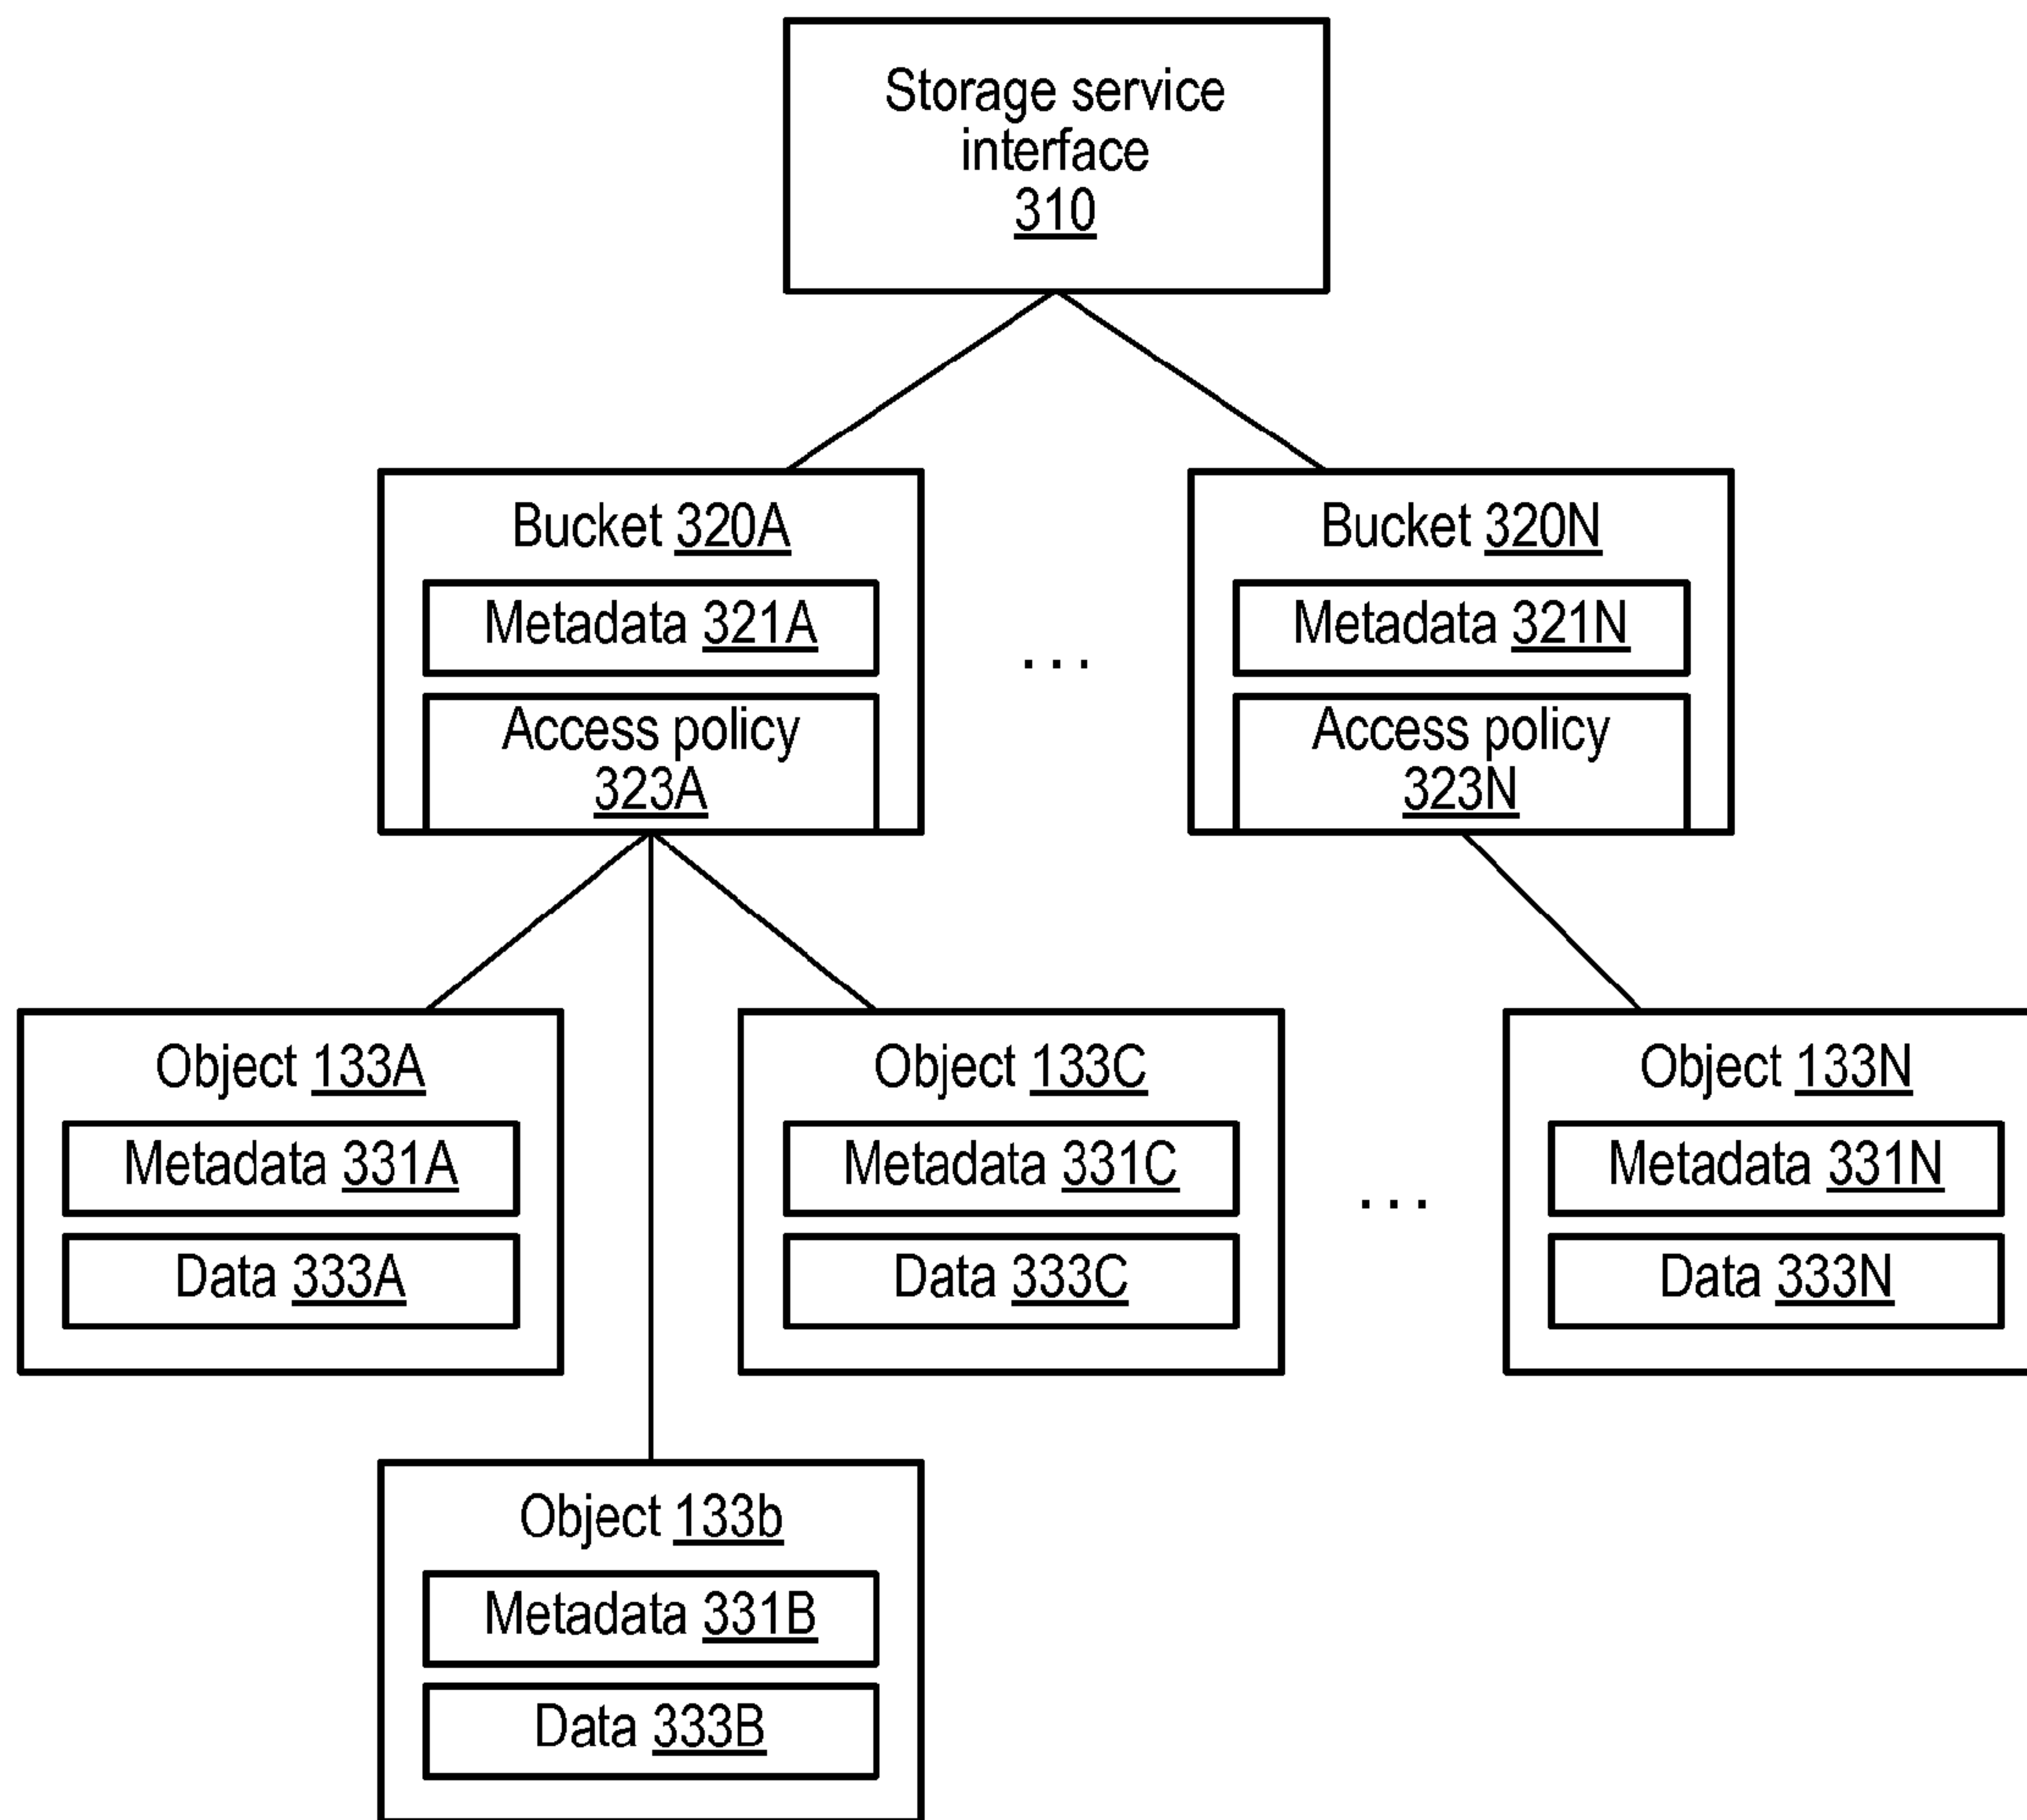 Storage service
interface
310
Bucket 320A
Metadata 321A
Access policy
323A
...
Bucket 320N
Metadata 321N
Access policy
323N
Object 133A
Metadata 331A
Data 333A
Object 133C
Metadata 331C
Data 333C
...
Object 133N
Metadata 331N
Data 333N
Object 133b
Metadata 331B
Data 333B